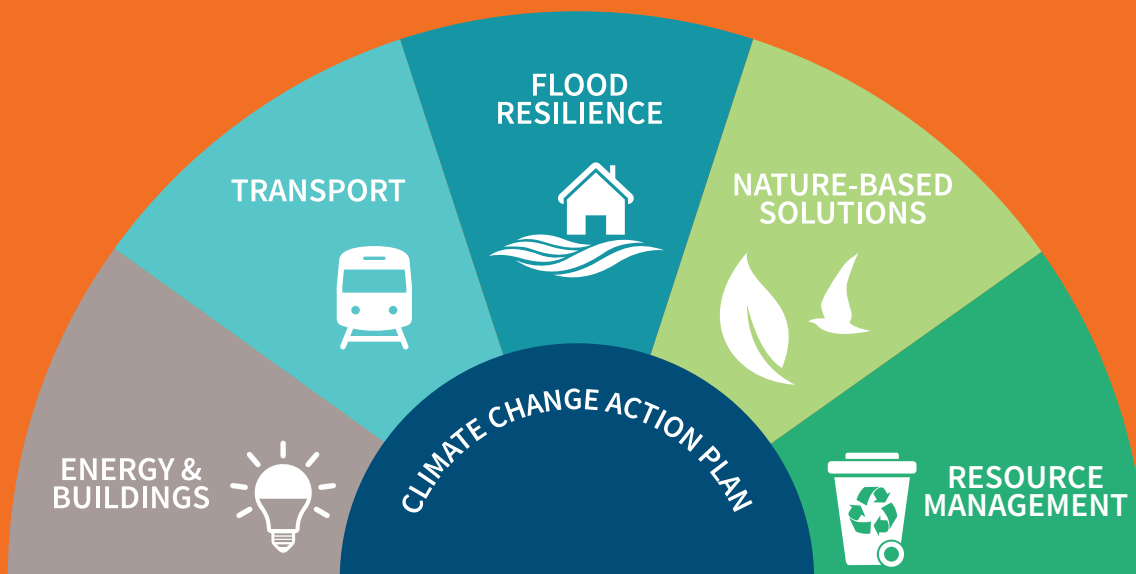 FLOOD
RESILIENCE
TRANSPORT
NATURE-BASED
SOLUTIONS
ENERGY &
BUILDINGS
CLIMATE CHANGE ACTION PLAN
RESOURCE
MANAGEMENT